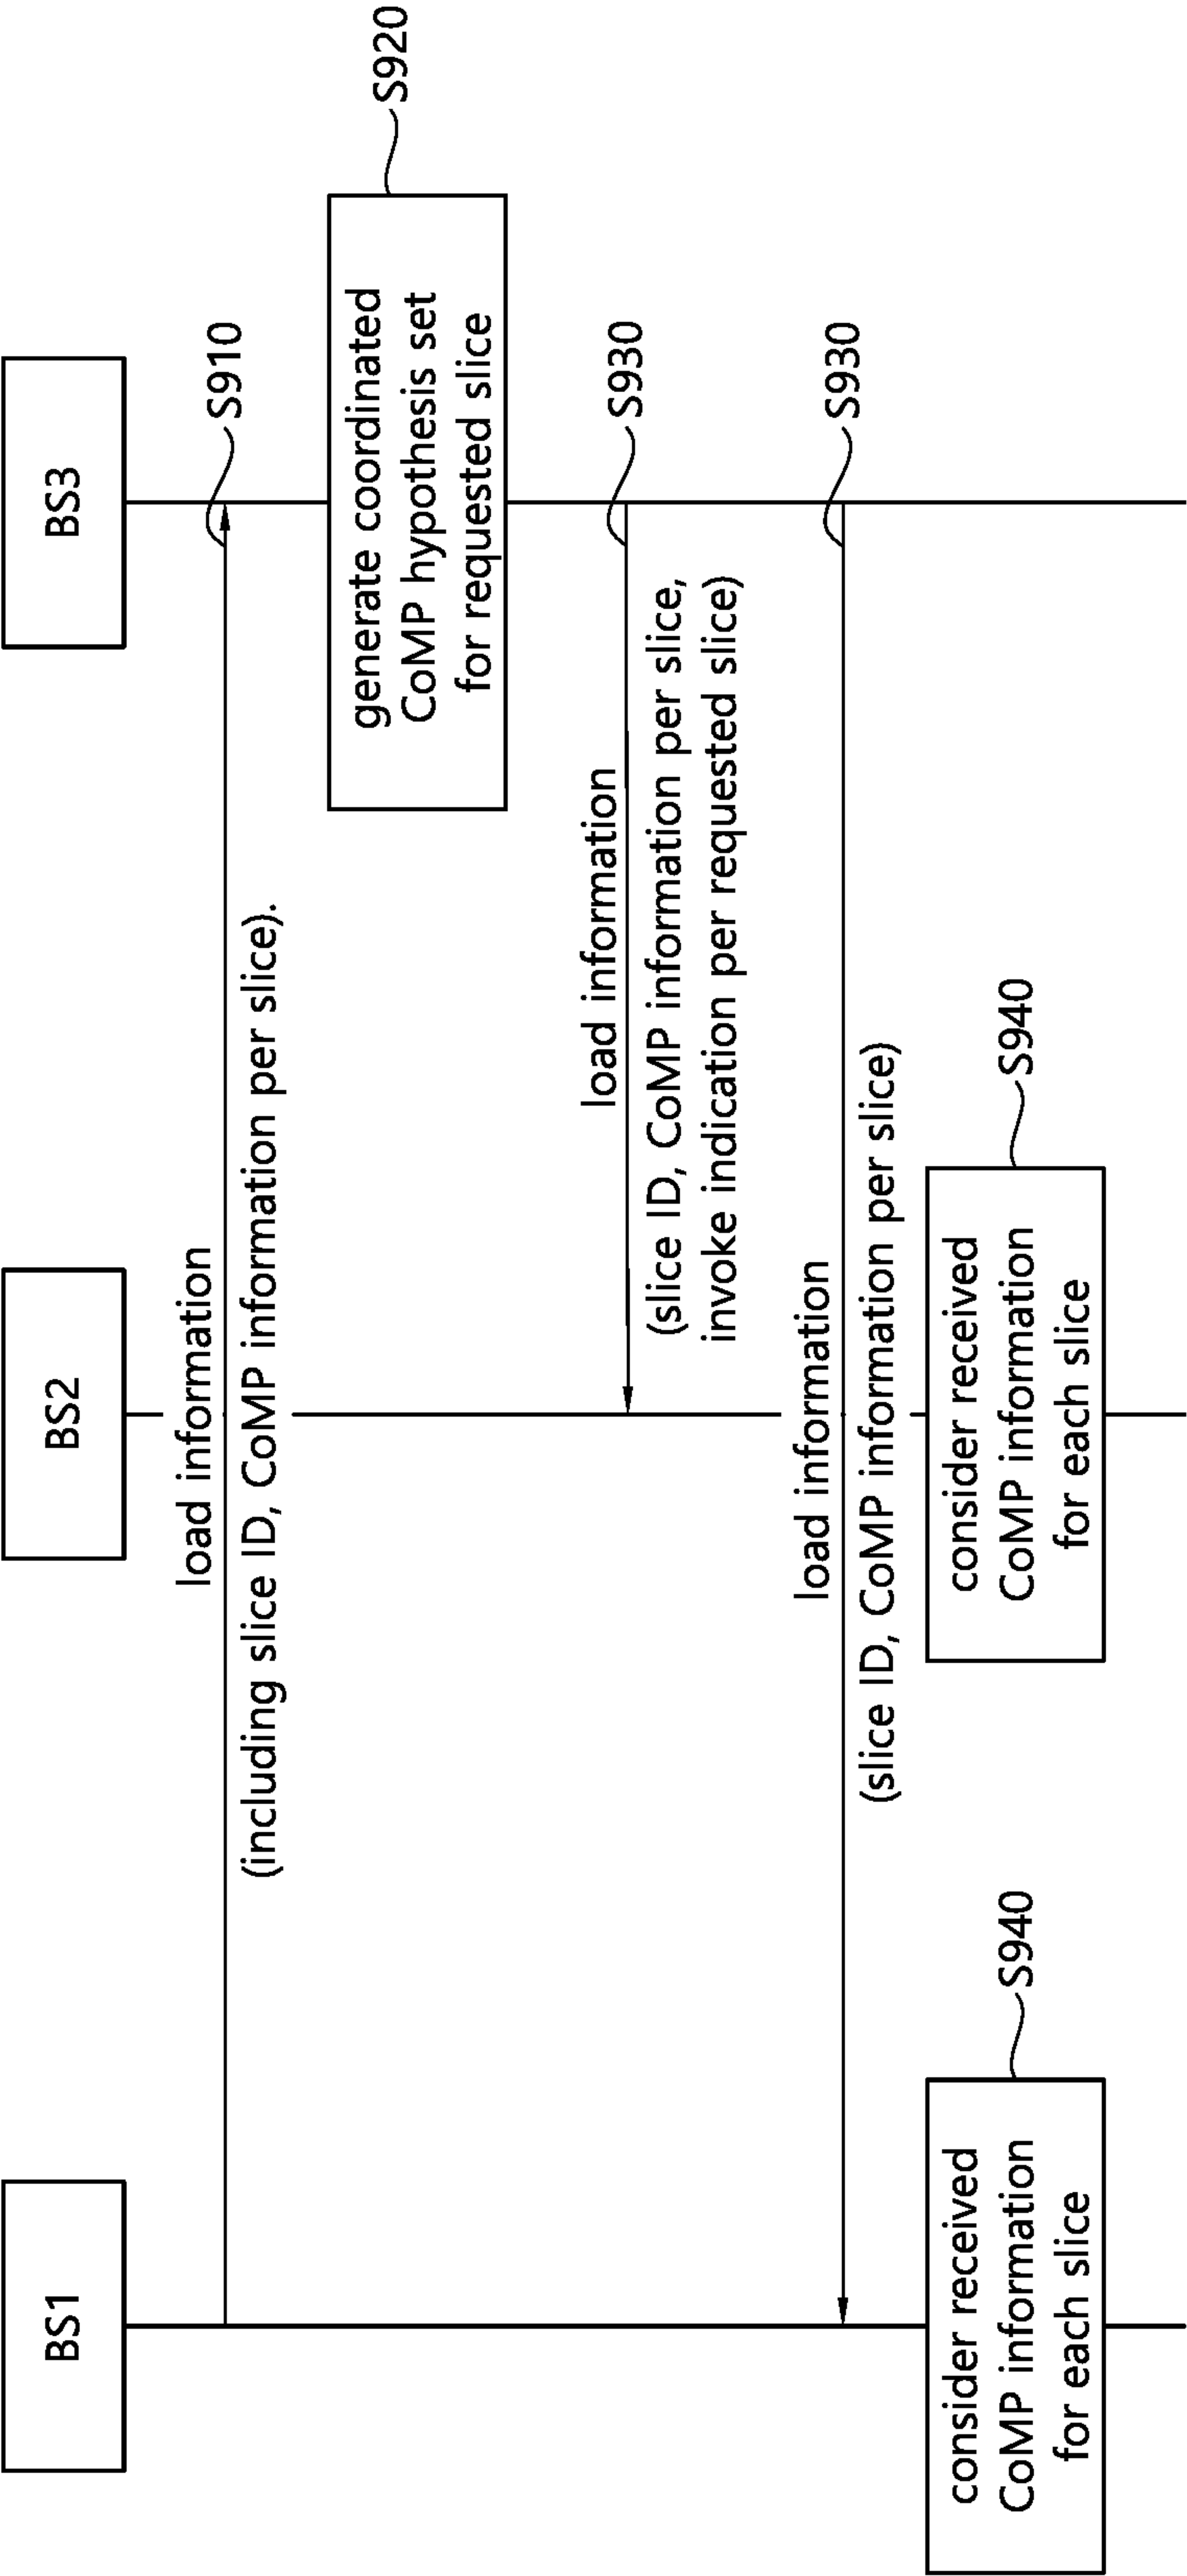 BS1
BS2
BS3
load information
S910
(including slice ID, CoMP information per slice).
generate coordinated
CoMP hypothesis set
for requested slice
S920
load information
S930
(slice ID, CoMP information per slice,
invoke indication per requested slice)
load information
S930
(slice ID, CoMP information per slice)
consider received
CoMP information
for each slice
S940
consider received
CoMP information
for each slice
S940